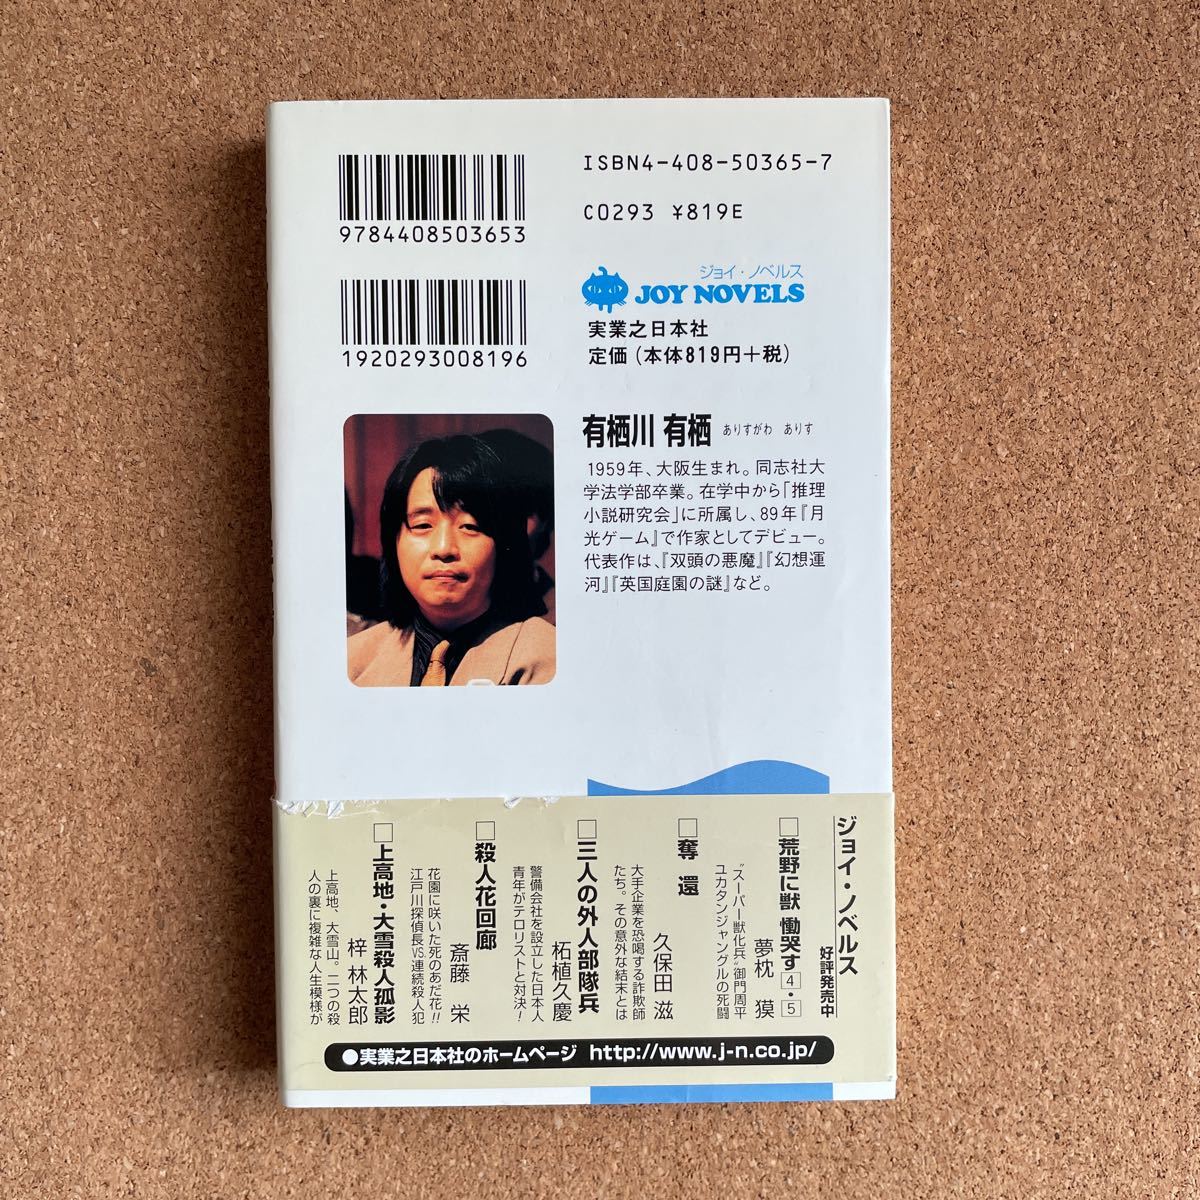 ISBN4-408-50365-7
9784408503653
C0293 ¥819E
1920293008196
ジョイ・ノベルス
JOY NOVELS
実業之日本社
定価(本体819円+税)
有栖川 有栖 ありすがわ ありす
1959年、大阪生まれ。同志社大
学法学部卒業。在学中から「推理
小説研究会」に所属し、89年『月
光ゲーム』で作家としてデビュー。
代表作は、『双頭の悪魔』『幻想運
河』『英国庭園の謎』など。
ジョイ・ノベルス
好評発売中
□荒野に獣 慟哭す4・5
夢枕 獏
“スーパー獣化兵”御門周平
ユカタンジャングルの死闘
□奪還
久保田 滋
大手企業を恐喝する詐欺師
たち。その意外な結末とは
□三人の外人部隊兵
柘植久慶
警備会社を設立した日本人
青年がテロリストと対決!
□殺人花回廊
斎藤 栄
花園に咲いた死のあだ花!!
江戸川探偵長VS.連続殺人犯
□上高地・大雪殺人孤影
梓 林太郎
上高地、大雪山。二つの殺
人の裏に複雑な人生模様が
●実業之日本社のホームページ http://www.j-n.co.jp/